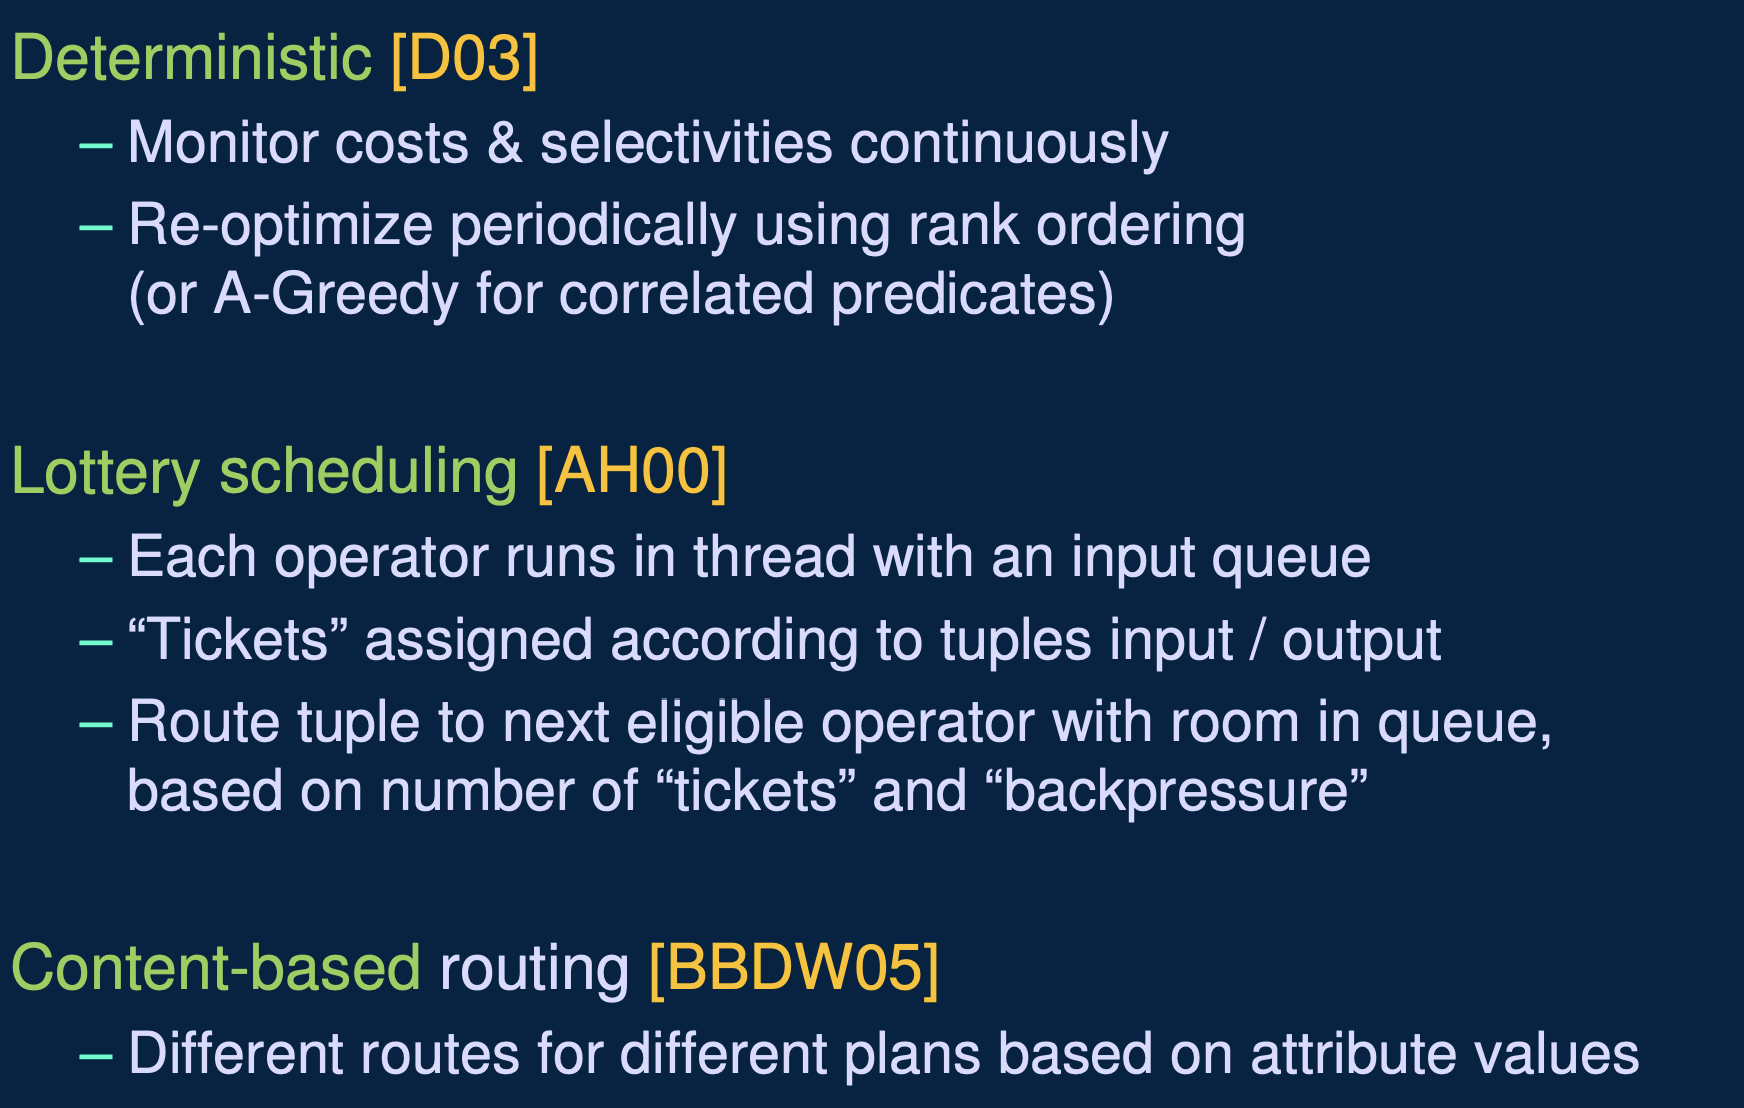 Deterministic [D03]
– Monitor costs & selectivities continuously
– Re-optimize periodically using rank ordering
(or A-Greedy for correlated predicates)
Lottery scheduling [AH00]
– Each operator runs in thread with an input queue
– “Tickets” assigned according to tuples input / output
– Route tuple to next eligible operator with room in queue,
based on number of “tickets” and “backpressure”
Content-based routing [BBDW05]
– Different routes for different plans based on attribute values